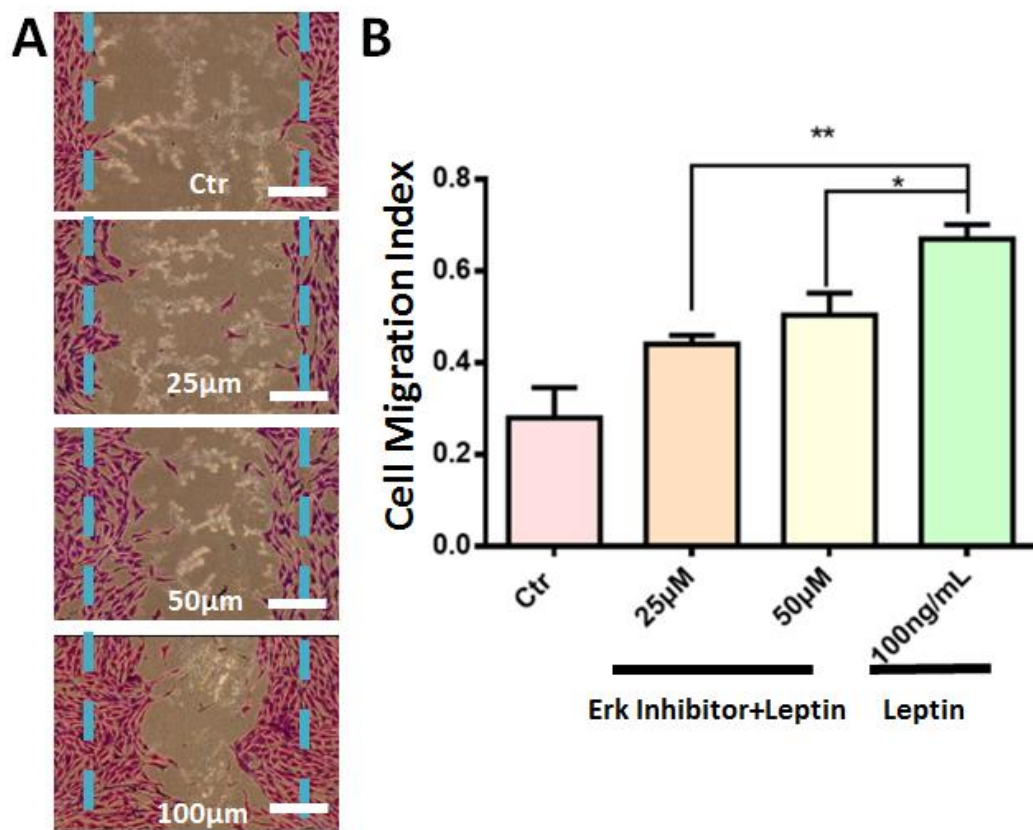 A
Ctr
25μm
50μm
100μm
B
**
*
Cell Migration Index
0.8
0.6
0.4
0.2
0.0
Ctr
25μM
50μM
100ng/mL
Erk Inhibitor+Leptin
Leptin